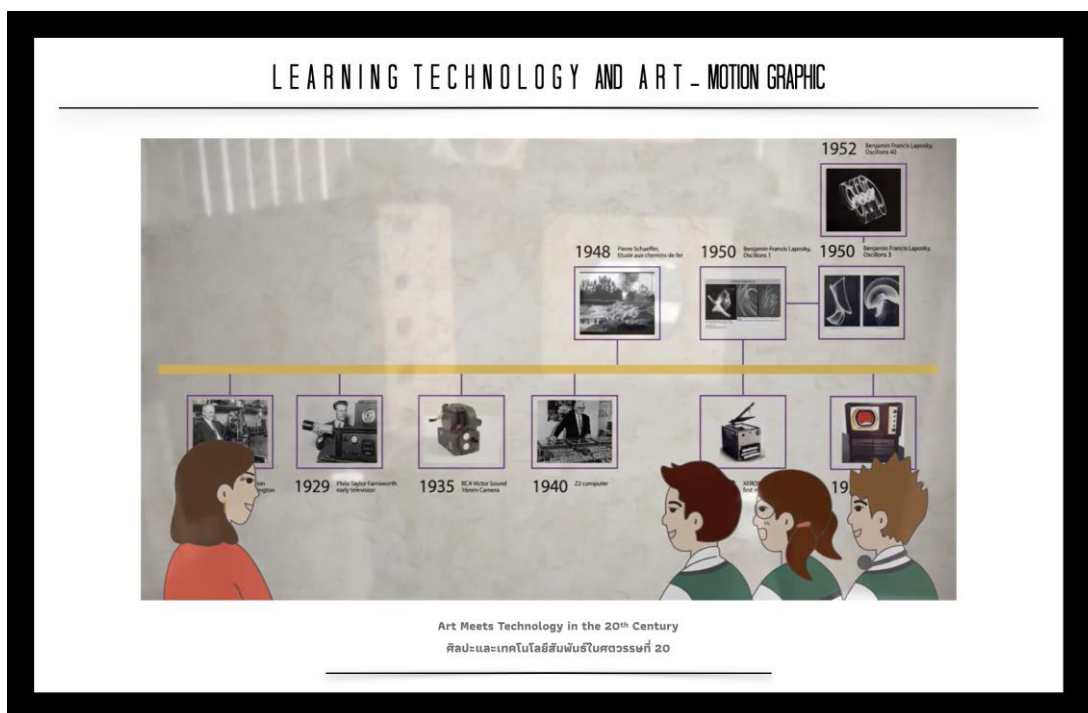 LEARNING TECHNOLOGY AND ART - MOTION GRAPHIC
1952 Benjamin Francis Laposky,
Oscillons 40
1948 Pierre Schaeffer,
Etude aux chemins de fer
1950 Benjamin Francis Laposky,
Oscillons 1
1950 Benjamin Francis Laposky,
Oscillons 3
1929 Philo Taylor Farnsworth
early television
1935 RCA Victor Sound
16mm Camera
1940 Z2 computer
XERO
first
19
Art Meets Technology in the 20th Century
ศิลปะและเทคโนโลยีสัมพันธ์ในศตวรรษที่ 20